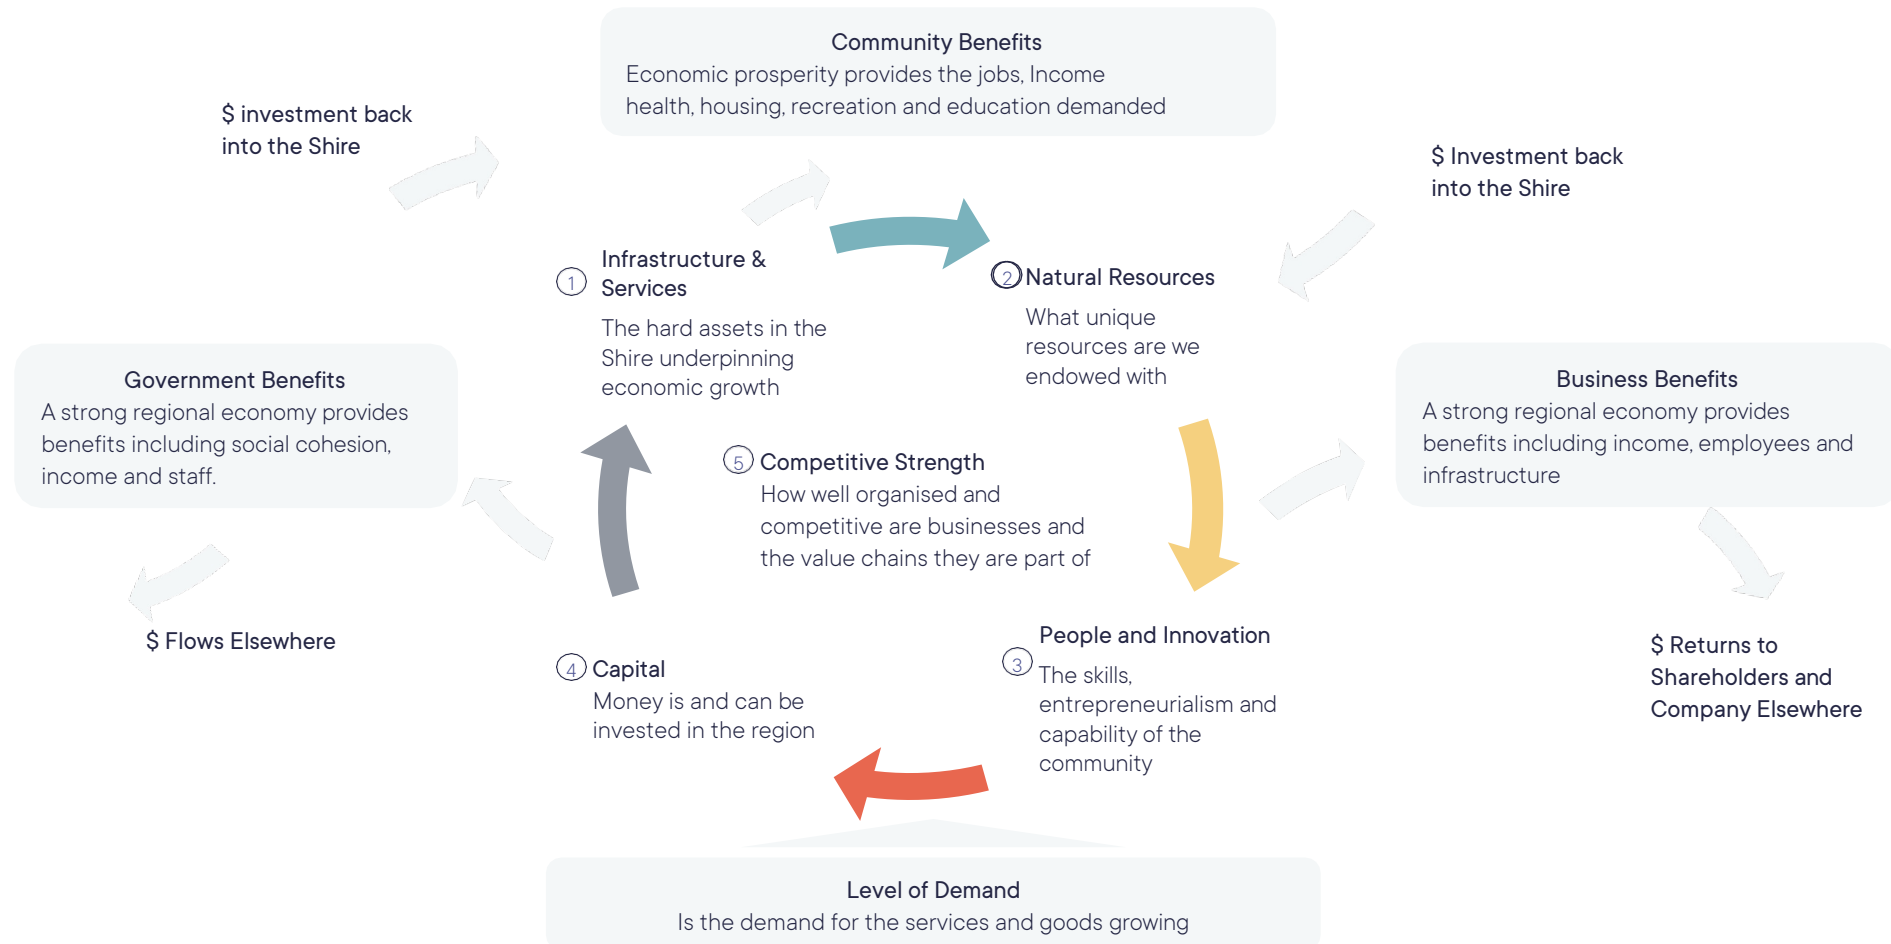 Community Benefits
Economic prosperity provides the jobs, Income
health, housing, recreation and education demanded
$ investment back
into the Shire
$ Investment back
into the Shire
1
Infrastructure &
Services
The hard assets in the
Shire underpinning
economic growth
2
Natural Resources
What unique
resources are we
endowed with
Government Benefits
A strong regional economy provides
benefits including social cohesion,
income and staff.
Business Benefits
A strong regional economy provides
benefits including income, employees and
infrastructure
5
Competitive Strength
How well organised and
competitive are businesses and
the value chains they are part of
$ Flows Elsewhere
4
Capital
Money is and can be
invested in the region
3
People and Innovation
The skills,
entrepreneurialism and
capability of the
community
$ Returns to
Shareholders and
Company Elsewhere
Level of Demand
Is the demand for the services and goods growing